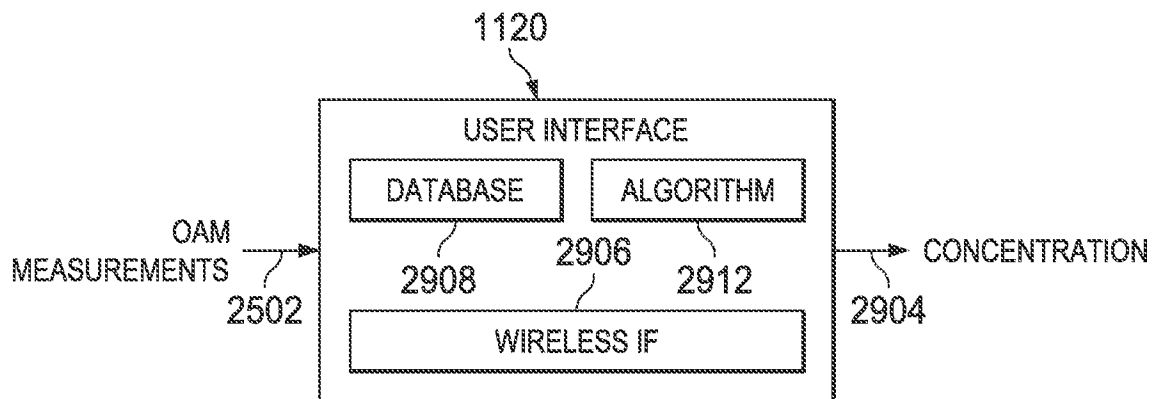 1120
USER INTERFACE
DATABASE
ALGORITHM
OAM
MEASUREMENTS
2502
2908
2906
2912
2904
CONCENTRATION
WIRELESS IF